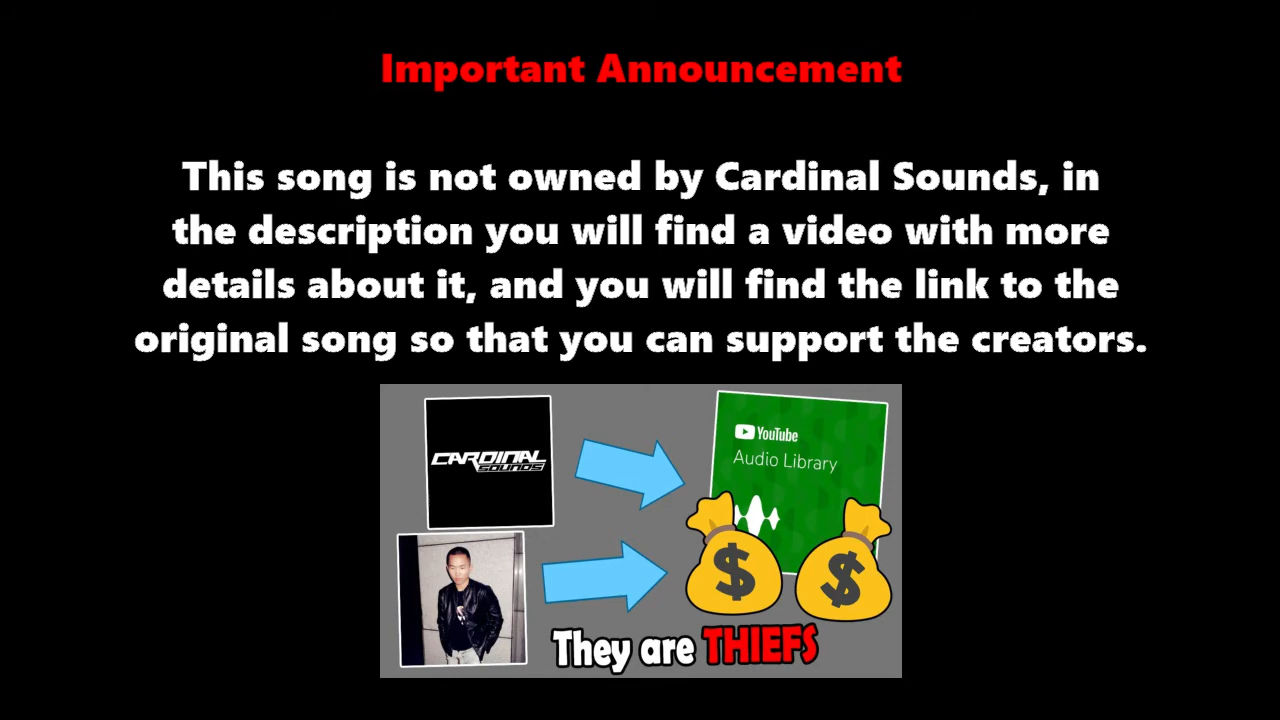 Important Announcement
This song is not owned by Cardinal Sounds, in
the description you will find a video with more
details about it, and you will find the link to the
original song so that you can support the creators.
CARDINAL
SOUNDS
YouTube
Audio Library
$ $
They are THIEFS